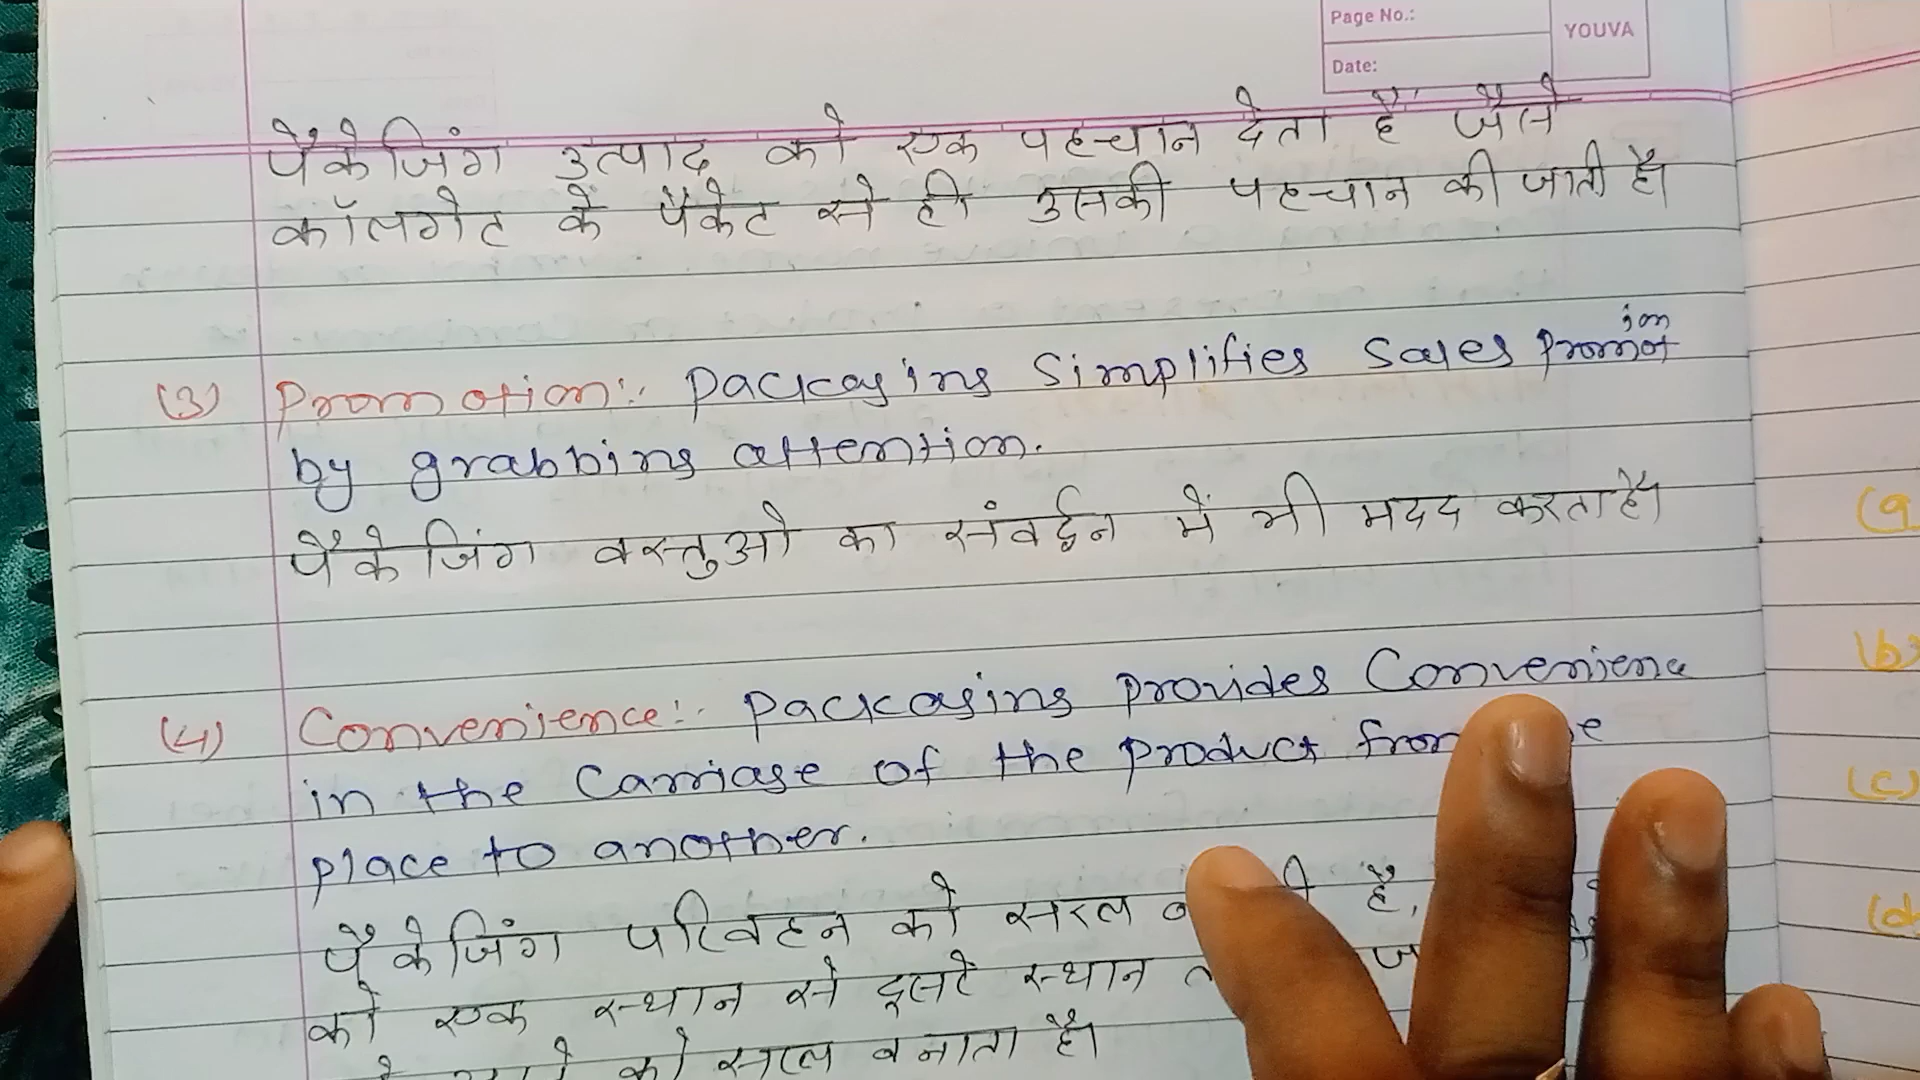 Page No.:
YOUVA
Date:
पैकेजिंग उत्पाद को एक पहचान देता है जैसे
कॉलगेट के पैकेट से ही उसकी पहचान की जाती है।
(3) Promotion:- Packaging Simplifies Sales Promotion
by grabbing attention.
पैकेजिंग वस्तुओ का संवर्द्धन में भी मदद करता है।
(4) Convenience:- Packaging provides Convenience
in the Carriage of the product from
place to another.
पैकेजिंग परिवहन को सरल है,
को एक स्थान से दूसरे स्थान
को सरल बनाता है।
(a
(b)
(c)
(d